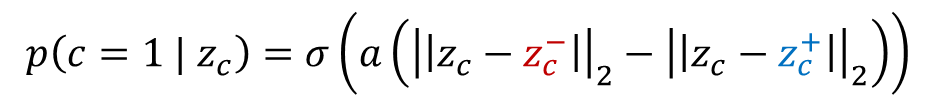 p(c = 1 | z_c) = σ(a(||z_c − z_c^−||_2 − ||z_c − z_c^+||_2))